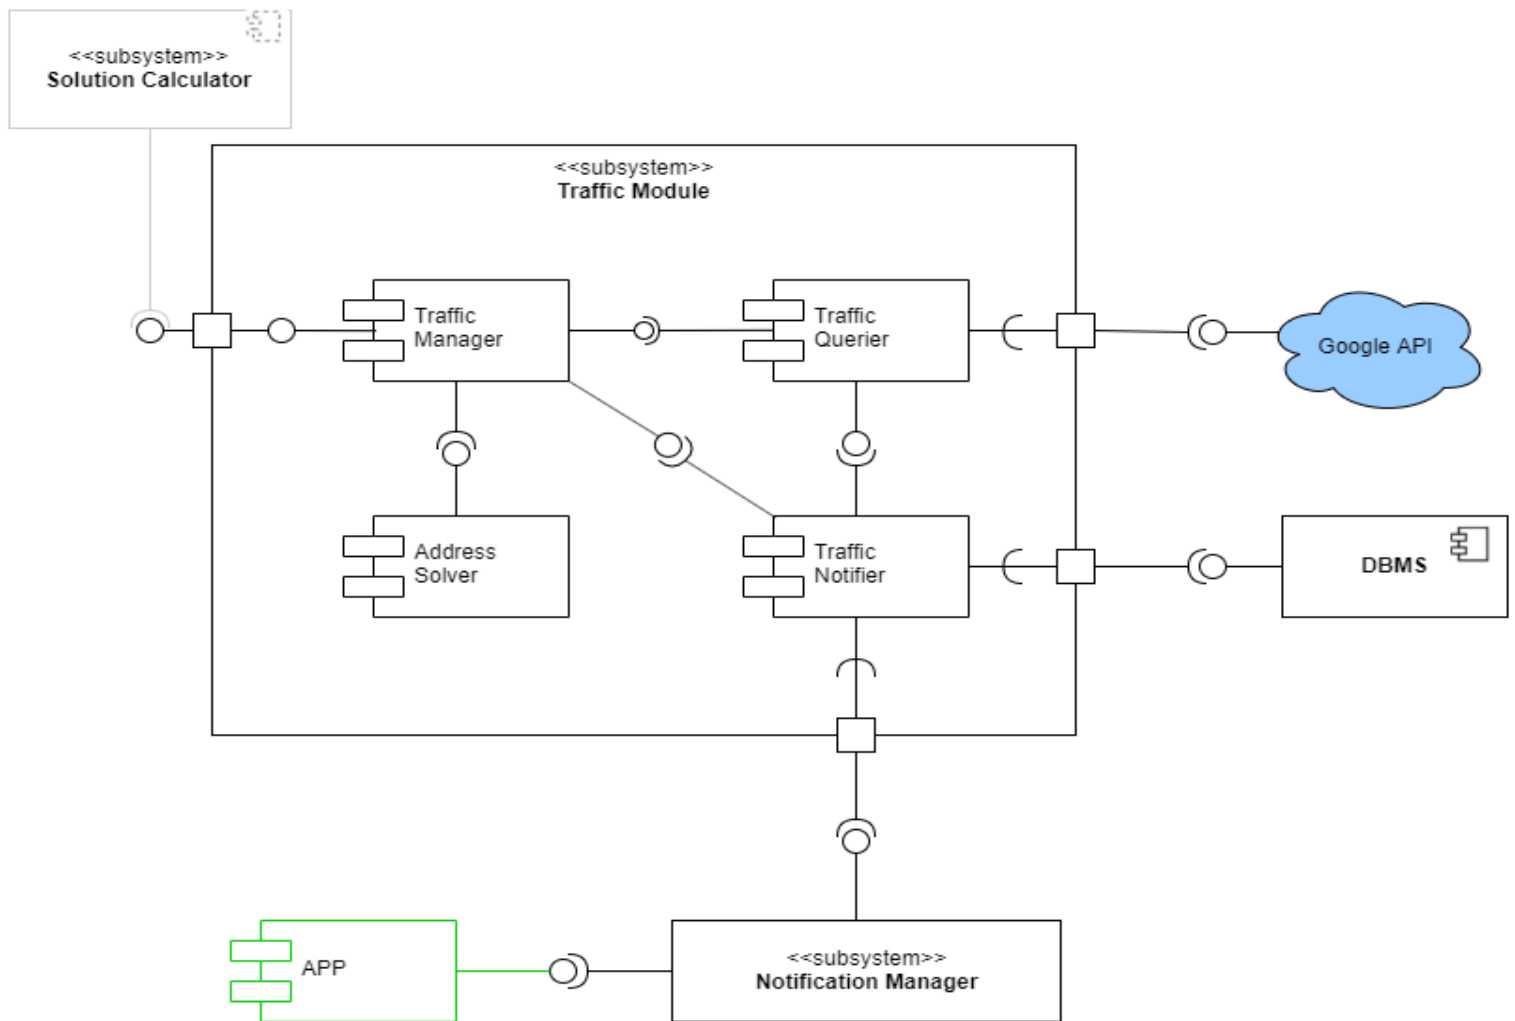 <<subsystem>>
Solution Calculator
<<subsystem>>
Traffic Module
Traffic
Manager
Traffic
Querier
Google API
Address
Solver
Traffic
Notifier
DBMS
APP
<<subsystem>>
Notification Manager